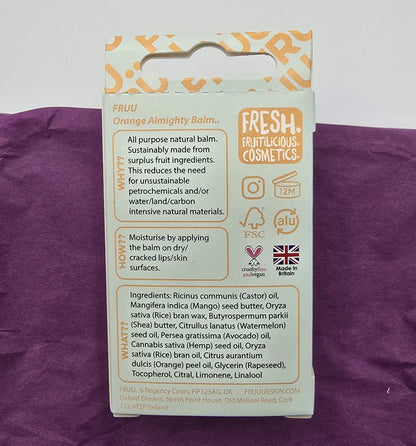 FRUU
Orange Almighty Balm..
FRESH.
FRUITILICIOUS.
COSMETICS.
WHY??
All purpose natural balm.
Sustainably made from
surplus fruit ingredients.
This reduces the need
for unsustainable
petrochemicals and/or
water/land/carbon
intensive natural materials.
12M
FSC
alu
HOW??
Moisturise by applying
the balm on dry/
cracked lips/skin
surfaces.
crueltyfree
andvegan
Made in
Britain
WHAT??
Ingredients: Ricinus communis (Castor) oil,
Mangifera indica (Mango) seed butter, Oryza
sativa (Rice) bran wax, Butyrospermum parkii
(Shea) butter, Citrullus lanatus (Watermelon)
seed oil, Persea gratissima (Avocado) oil,
Cannabis sativa (Hemp) seed oil, Oryza
sativa (Rice) bran oil, Citrus aurantium
dulcis (Orange) peel oil, Glycerin (Rapeseed),
Tocopherol, Citral, Limonene, Linalool
FRUU.. 6 Regency Court, HP123AG, UK FRUUURSKIN.COM
Oxford Éireann, North Point House, Old Mallow Road, Cork
T23 AT2P Ireland